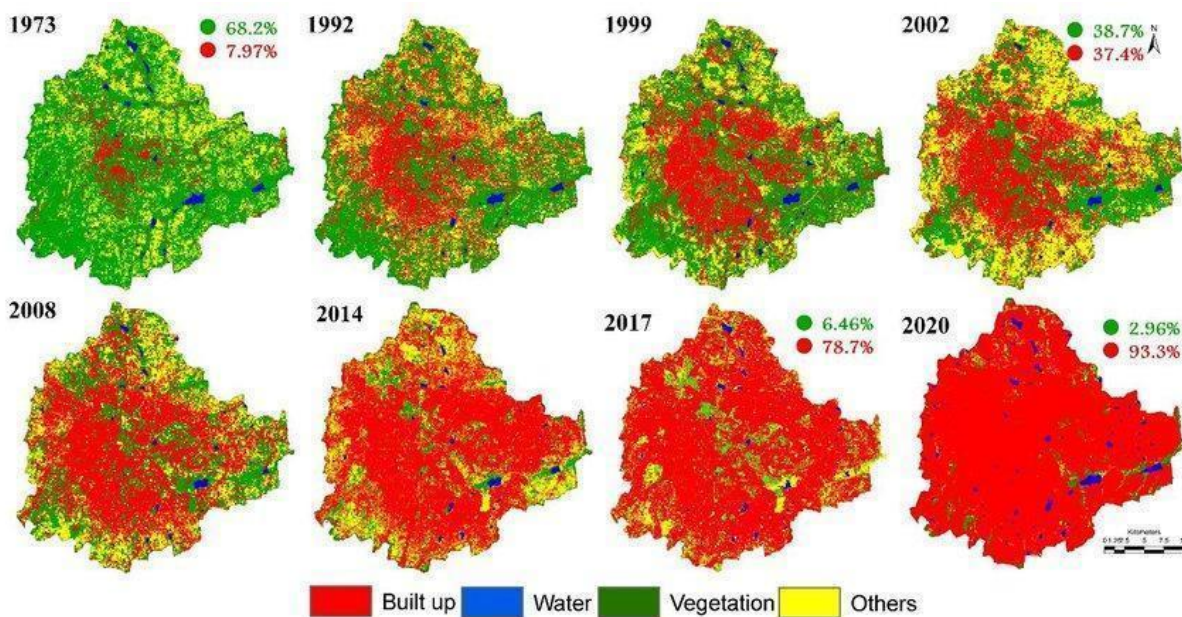 1973
68.2%
7.97%
1992
1999
2002
38.7%
37.4%
N
2008
2014
2017
6.46%
78.7%
2020
2.96%
93.3%
Kilometers
Built up
Water
Vegetation
Others